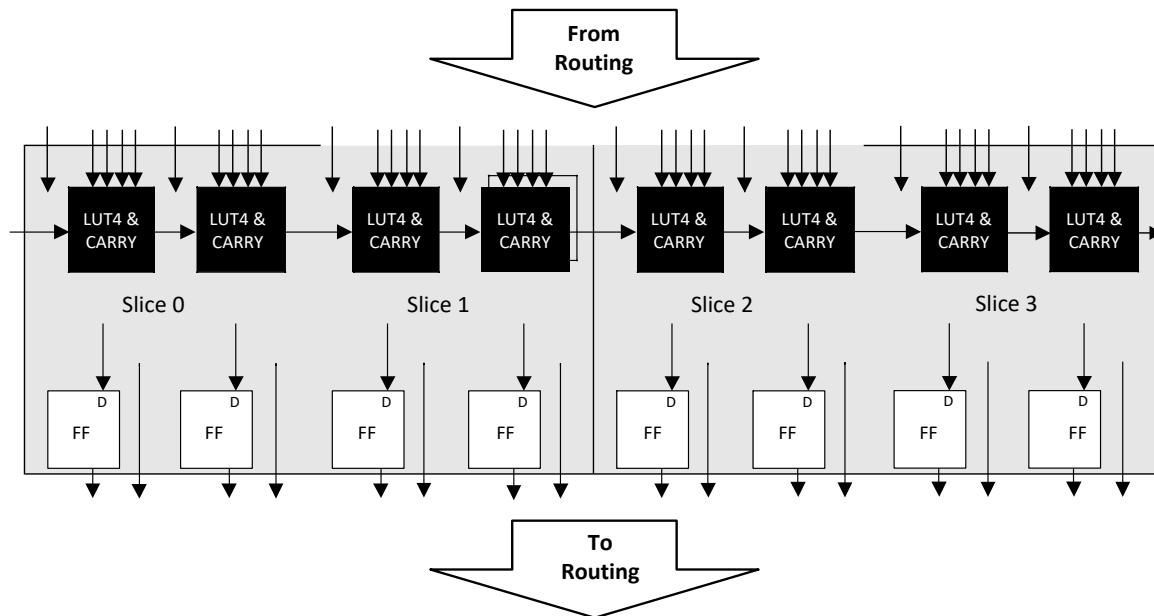 From
Routing
LUT4 &
CARRY
LUT4 &
CARRY
LUT4 &
CARRY
LUT4 &
CARRY
LUT4 &
CARRY
LUT4 &
CARRY
LUT4 &
CARRY
LUT4 &
CARRY
Slice 0
Slice 1
Slice 2
Slice 3
D
FF
D
FF
D
FF
D
FF
D
FF
D
FF
D
FF
D
FF
To
Routing